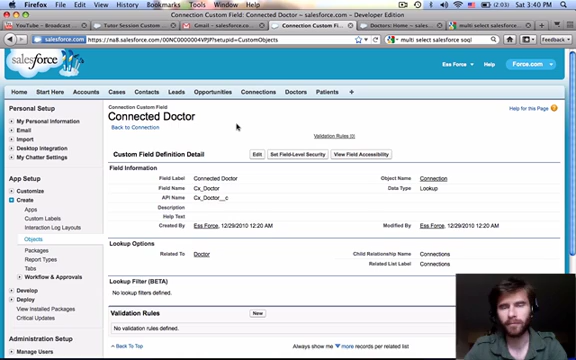 Firefox File Edit View History Bookmarks Tools Window Help
Sat 3:40 PM
Connection Custom Field: Connected Doctor ~ salesforce.com - Developer Edition
YouTube - Broadcast
Tutor Session Custom
Gmail
Connection Custom Field
Doctors: Home ~ salesforce
multi select salesforce
salesforce.com
https://na8.salesforce.com/00NC0000004VPJF?setupid=CustomObjects
multi select salesforce soql
Feedback
salesforce
Ess Force
Help
Force.com
Home
Start Here
Accounts
Cases
Contacts
Leads
Opportunities
Connections
Doctors
Patients
+
Personal Setup
My Personal Information
Email
Import
Desktop Integration
My Chatter Settings
App Setup
Customize
Create
Apps
Custom Labels
Interaction Log Layouts
Objects
Packages
Report Types
Tabs
Workflow & Approvals
Develop
Deploy
View Installed Packages
Critical Updates
Administration Setup
Manage Users
Connection Custom Field
Connected Doctor
Back to Connection
Help for this Page
Validation Rules [0]
Custom Field Definition Detail
Edit
Set Field-Level Security
View Field Accessibility
Field Information
Field Label Connected Doctor
Object Name Connection
Field Name Cx_Doctor
Data Type Lookup
API Name Cx_Doctor__c
Description
Help Text
Created By Ess Force, 12/29/2010 12:20 AM
Modified By Ess Force, 12/29/2010 12:20 AM
Lookup Options
Related To Doctor
Child Relationship Name Connections
Related List Label Connections
Lookup Filter (BETA)
No lookup filters defined.
Validation Rules
New
No validation rules defined.
Back To Top
Always show me more records per related list